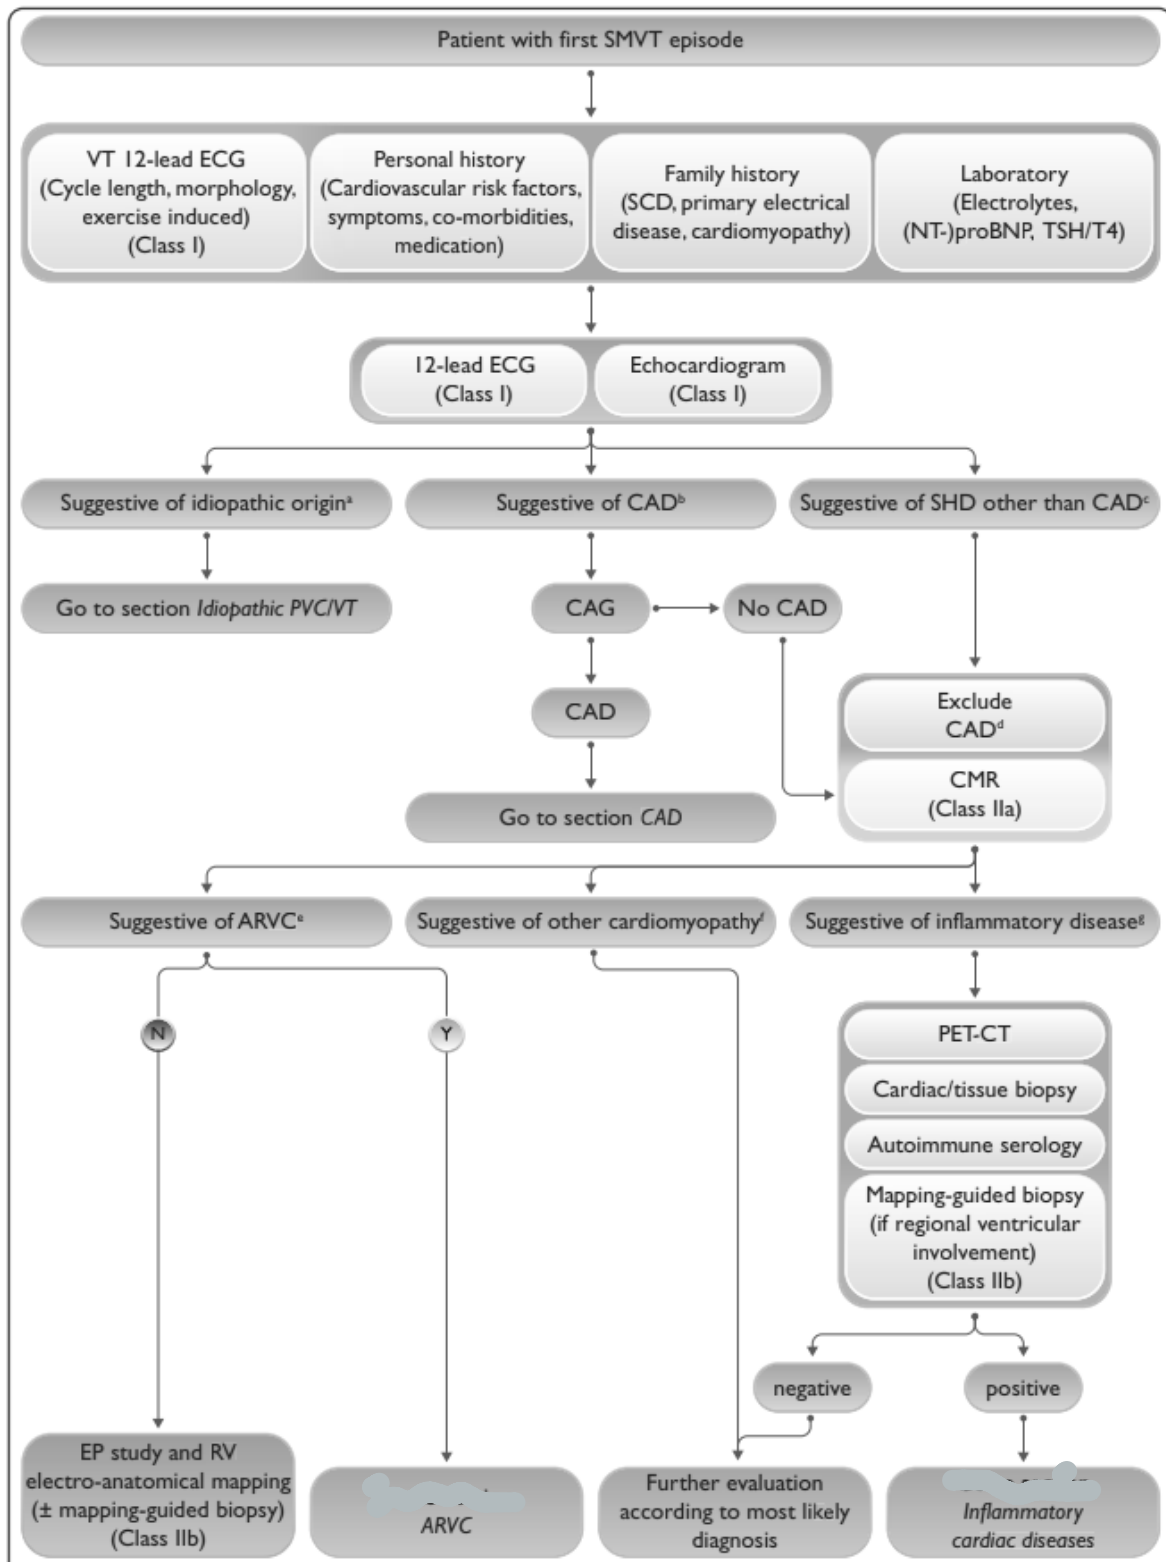 Patient with first SMVT episode
VT 12-lead ECG
(Cycle length, morphology,
exercise induced)
(Class I)
Personal history
(Cardiovascular risk factors,
symptoms, co-morbidities,
medication)
Family history
(SCD, primary electrical
disease, cardiomyopathy)
Laboratory
(Electrolytes,
(NT-)proBNP, TSH/T4)
12-lead ECG
(Class I)
Echocardiogram
(Class I)
Suggestive of idiopathic originᵃ
Suggestive of CADᵇ
Suggestive of SHD other than CADᶜ
Go to section Idiopathic PVC/VT
CAG
No CAD
CAD
Go to section CAD
Exclude
CADᵈ
CMR
(Class IIa)
Suggestive of ARVCᵉ
Suggestive of other cardiomyopathyᶠ
Suggestive of inflammatory diseaseᵍ
N
Y
PET-CT
Cardiac/tissue biopsy
Autoimmune serology
Mapping-guided biopsy
(if regional ventricular
involvement)
(Class IIb)
negative
positive
EP study and RV
electro-anatomical mapping
(± mapping-guided biopsy)
(Class IIb)
ARVC
Further evaluation
according to most likely
diagnosis
Inflammatory
cardiac diseases